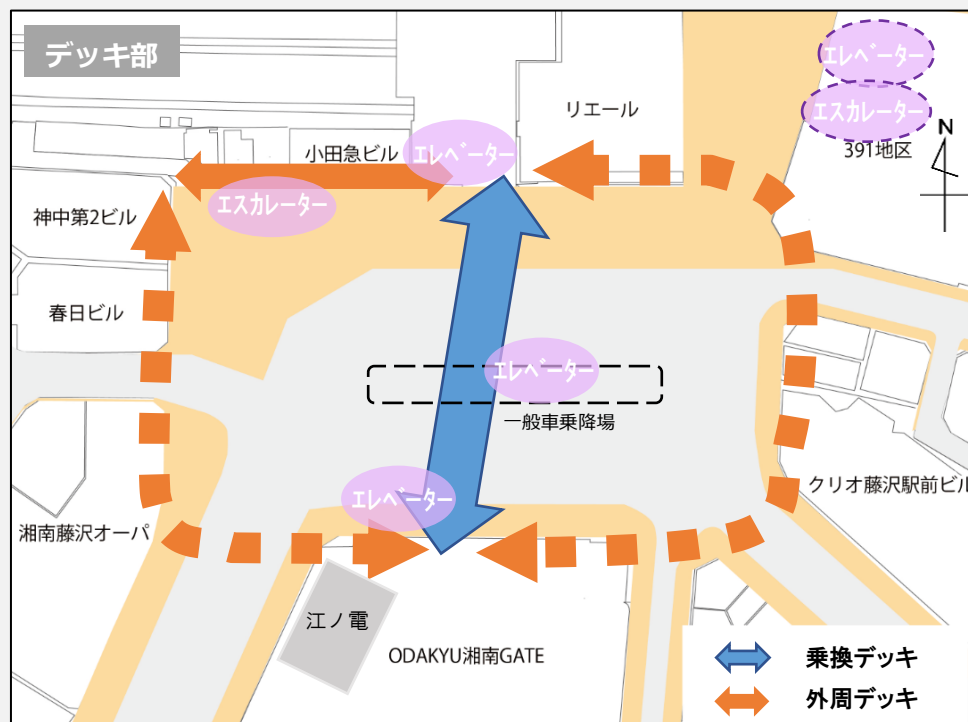 デッキ部
エレベーター
エスカレーター
391地区
N
リエール
小田急ビル
エレベーター
エスカレーター
神中第2ビル
春日ビル
エレベーター
一般車乗降場
エレベーター
クリオ藤沢駅前ビル
湘南藤沢オーパ
江ノ電
ODAKYU湘南GATE
乗換デッキ
外周デッキ